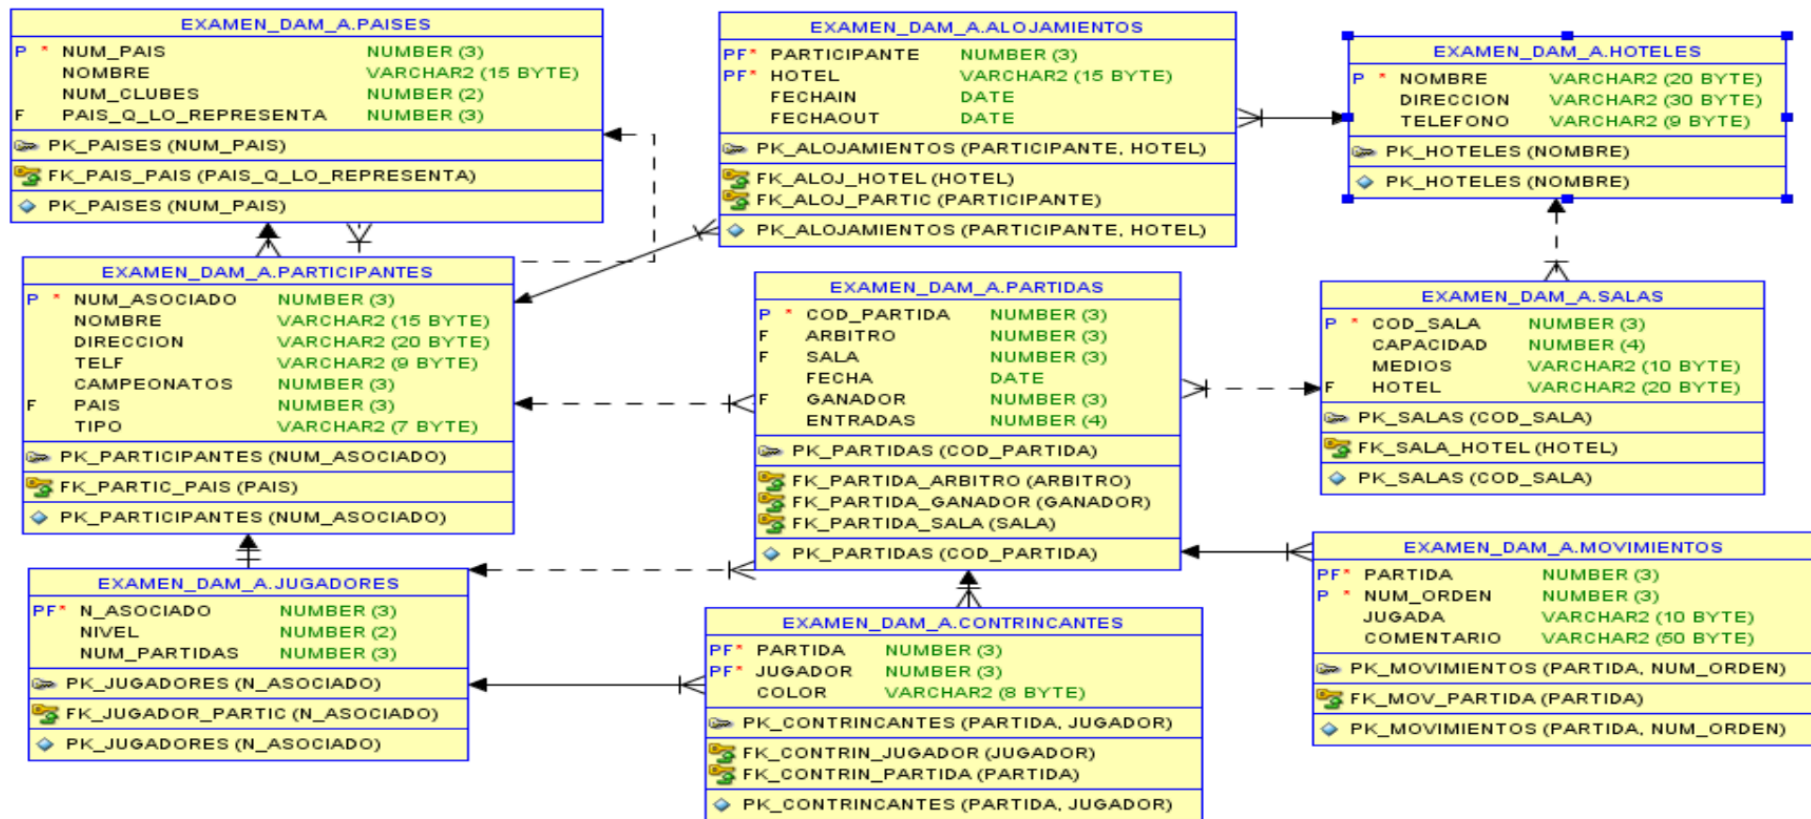 EXAMEN_DAM_A.PAISES
P * NUM_PAIS NUMBER (3)
NOMBRE VARCHAR2 (15 BYTE)
NUM_CLUBES NUMBER (2)
F PAIS_Q_LO_REPRESENTA NUMBER (3)
PK_PAISES (NUM_PAIS)
FK_PAIS_PAIS (PAIS_Q_LO_REPRESENTA)
PK_PAISES (NUM_PAIS)
EXAMEN_DAM_A.ALOJAMIENTOS
PF* PARTICIPANTE NUMBER (3)
PF* HOTEL VARCHAR2 (15 BYTE)
FECHAIN DATE
FECHAOUT DATE
PK_ALOJAMIENTOS (PARTICIPANTE, HOTEL)
FK_ALOJ_HOTEL (HOTEL)
FK_ALOJ_PARTIC (PARTICIPANTE)
PK_ALOJAMIENTOS (PARTICIPANTE, HOTEL)
EXAMEN_DAM_A.HOTELES
P * NOMBRE VARCHAR2 (20 BYTE)
DIRECCION VARCHAR2 (30 BYTE)
TELEFONO VARCHAR2 (9 BYTE)
PK_HOTELES (NOMBRE)
PK_HOTELES (NOMBRE)
EXAMEN_DAM_A.PARTICIPANTES
P * NUM_ASOCIADO NUMBER (3)
NOMBRE VARCHAR2 (15 BYTE)
DIRECCION VARCHAR2 (20 BYTE)
TELF VARCHAR2 (9 BYTE)
CAMPEONATOS NUMBER (3)
F PAIS NUMBER (3)
TIPO VARCHAR2 (7 BYTE)
PK_PARTICIPANTES (NUM_ASOCIADO)
FK_PARTIC_PAIS (PAIS)
PK_PARTICIPANTES (NUM_ASOCIADO)
EXAMEN_DAM_A.PARTIDAS
P * COD_PARTIDA NUMBER (3)
F ARBITRO NUMBER (3)
F SALA NUMBER (3)
FECHA DATE
F GANADOR NUMBER (3)
ENTRADAS NUMBER (4)
PK_PARTIDAS (COD_PARTIDA)
FK_PARTIDA_ARBITRO (ARBITRO)
FK_PARTIDA_GANADOR (GANADOR)
FK_PARTIDA_SALA (SALA)
PK_PARTIDAS (COD_PARTIDA)
EXAMEN_DAM_A.SALAS
P * COD_SALA NUMBER (3)
CAPACIDAD NUMBER (4)
MEDIOS VARCHAR2 (10 BYTE)
F HOTEL VARCHAR2 (20 BYTE)
PK_SALAS (COD_SALA)
FK_SALA_HOTEL (HOTEL)
PK_SALAS (COD_SALA)
EXAMEN_DAM_A.JUGADORES
PF* N_ASOCIADO NUMBER (3)
NIVEL NUMBER (2)
NUM_PARTIDAS NUMBER (3)
PK_JUGADORES (N_ASOCIADO)
FK_JUGADOR_PARTIC (N_ASOCIADO)
PK_JUGADORES (N_ASOCIADO)
EXAMEN_DAM_A.CONTRINCANTES
PF* PARTIDA NUMBER (3)
PF* JUGADOR NUMBER (3)
COLOR VARCHAR2 (8 BYTE)
PK_CONTRINCANTES (PARTIDA, JUGADOR)
FK_CONTRIN_JUGADOR (JUGADOR)
FK_CONTRIN_PARTIDA (PARTIDA)
PK_CONTRINCANTES (PARTIDA, JUGADOR)
EXAMEN_DAM_A.MOVIMIENTOS
PF* PARTIDA NUMBER (3)
P * NUM_ORDEN NUMBER (3)
JUGADA VARCHAR2 (10 BYTE)
COMENTARIO VARCHAR2 (50 BYTE)
PK_MOVIMIENTOS (PARTIDA, NUM_ORDEN)
FK_MOV_PARTIDA (PARTIDA)
PK_MOVIMIENTOS (PARTIDA, NUM_ORDEN)